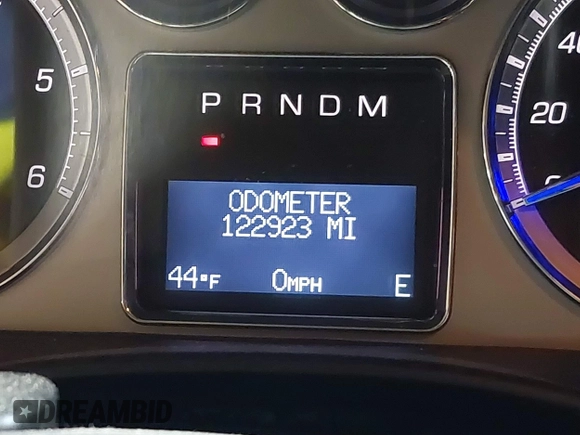 P R N D M
5
6
40
20
ODOMETER
122923 MI
44°F 0MPH E
DREAMBID